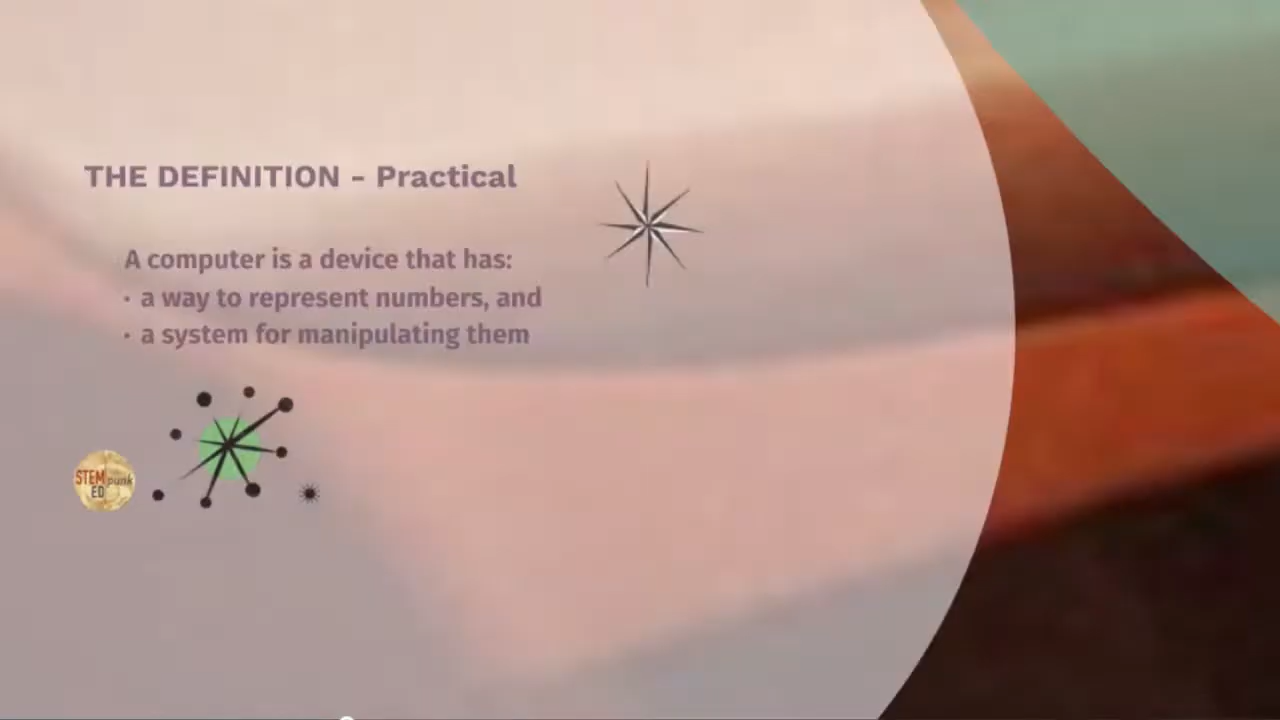 THE DEFINITION - Practical
A computer is a device that has:
· a way to represent numbers, and
· a system for manipulating them
STEM punk
ED